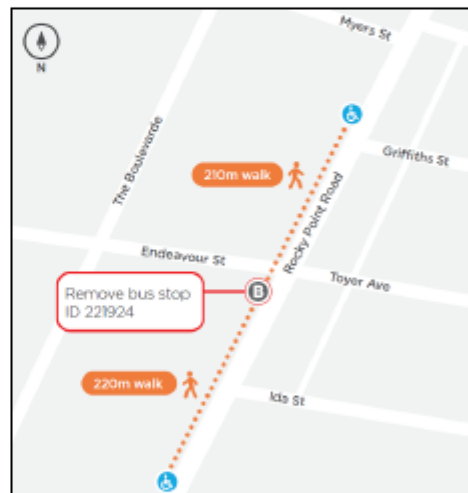 Myers St
N
Griffiths St
The Boulevarde
210m walk
Rocky Point Road
Endeavour St
Toyer Ave
B
Remove bus stop
ID 221924
220m walk
Ida St